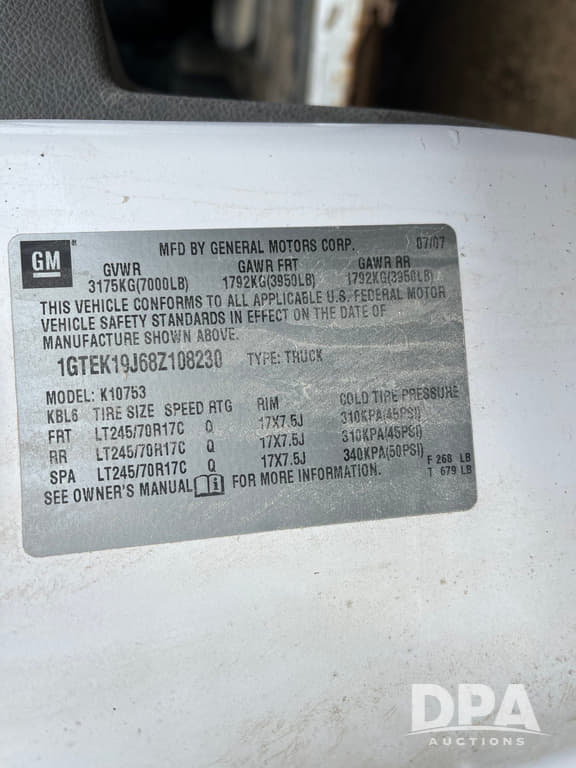 GM
MFD BY GENERAL MOTORS CORP. 07/07
GVWR GAWR FRT GAWR RR
3175KG(7000LB) 1792KG(3950LB) 1792KG(3950LB)
THIS VEHICLE CONFORMS TO ALL APPLICABLE U.S. FEDERAL MOTOR
VEHICLE SAFETY STANDARDS IN EFFECT ON THE DATE OF
MANUFACTURE SHOWN ABOVE.
1GTEK19J68Z108230 TYPE: TRUCK
MODEL: K10753
KBL6 TIRE SIZE SPEED RTG RIM COLD TIRE PRESSURE
FRT LT245/70R17C Q 17X7.5J 310KPA(45PSI)
RR LT245/70R17C Q 17X7.5J 310KPA(45PSI)
SPA LT245/70R17C Q 17X7.5J 340KPA(50PSI) F 268 LB
SEE OWNER'S MANUAL FOR MORE INFORMATION. T 679 LB
DPA
AUCTIONS